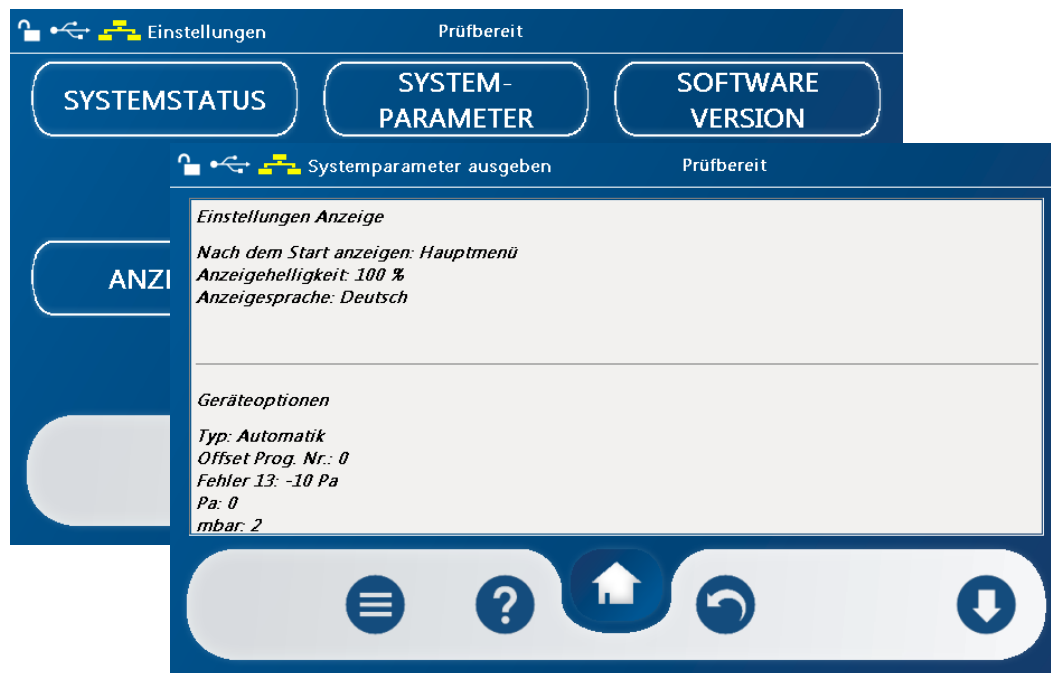 Einstellungen
Prüfbereit
SYSTEMSTATUS
SYSTEM-
PARAMETER
SOFTWARE
VERSION
ANZEI
Systemparameter ausgeben
Prüfbereit
Einstellungen Anzeige
Nach dem Start anzeigen: Hauptmenü
Anzeigehelligkeit: 100 %
Anzeigesprache: Deutsch
Geräteoptionen
Typ: Automatik
Offset Prog. Nr.: 0
Fehler 13: -10 Pa
Pa: 0
mbar: 2